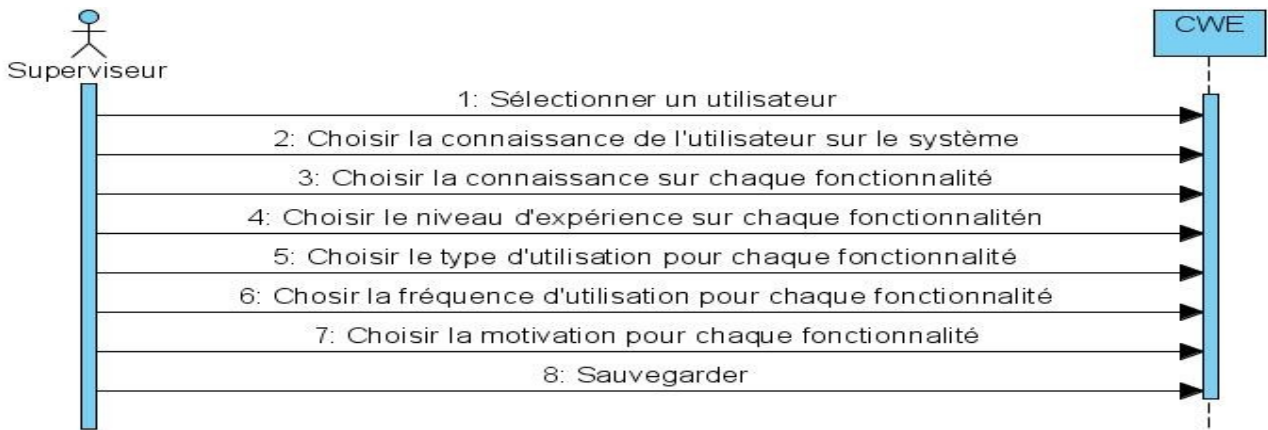 CWE
Superviseur
1: Sélectionner un utilisateur
2: Choisir la connaissance de l'utilisateur sur le système
3: Choisir la connaissance sur chaque fonctionnalité
4: Choisir le niveau d'expérience sur chaque fonctionnalitén
5: Choisir le type d'utilisation pour chaque fonctionnalité
6: Chosir la fréquence d'utilisation pour chaque fonctionnalité
7: Choisir la motivation pour chaque fonctionnalité
8: Sauvegarder